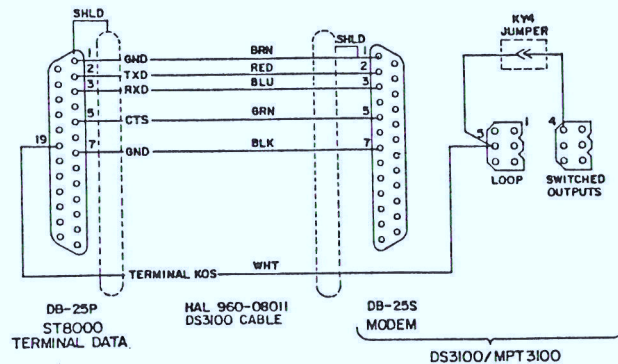 SHLD
KY4
JUMPER
1 GND BRN SHLD 1
2 TXD RED 2
3 RXD BLU 3
5 CTS GRN 5
19
7 GND BLK 7
5 1
LOOP
4
SWITCHED
OUTPUTS
TERMINAL KOS WHT
DB-25P
ST8000
TERMINAL DATA
HAL 960-08011
DS3100 CABLE
DB-25S
MODEM
DS3100/MPT3100